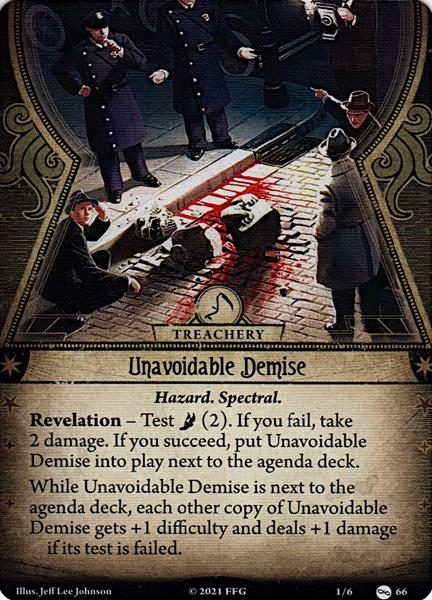 TREACHERY
Unavoidable Demise
Hazard. Spectral.
Revelation – Test (2). If you fail, take
2 damage. If you succeed, put Unavoidable
Demise into play next to the agenda deck.
While Unavoidable Demise is next to the
agenda deck, each other copy of Unavoidable
Demise gets +1 difficulty and deals +1 damage
if its test is failed.
Illus. Jeff Lee Johnson © 2021 FFG 1/6 66